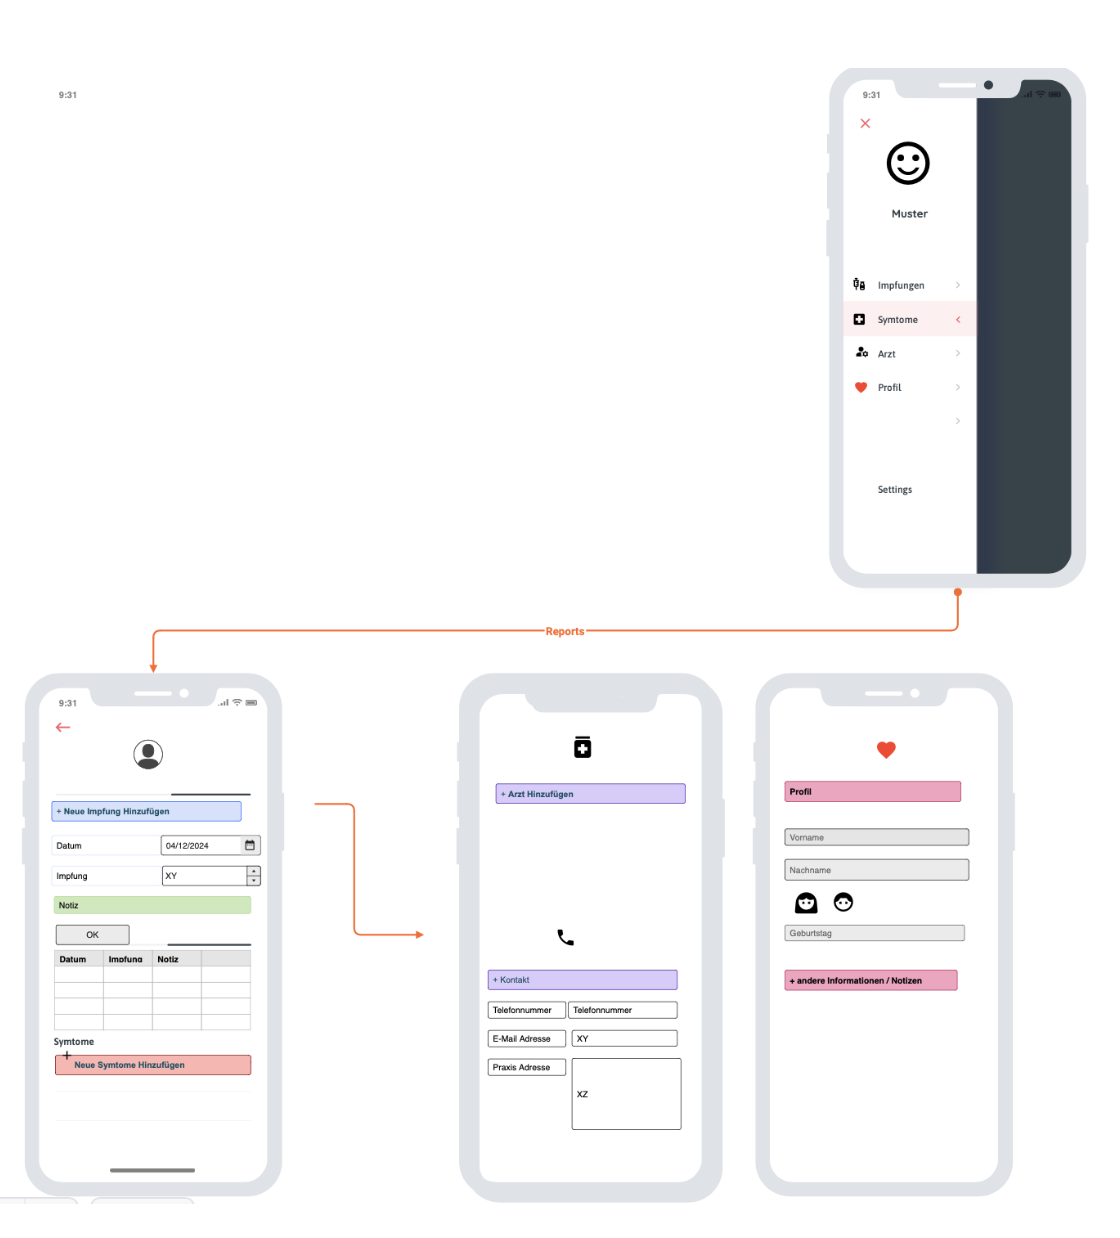 9:31
9:31
Muster
Impfungen
Symtome
Arzt
Profil
Settings
Reports
9:31
+ Neue Impfung Hinzufügen
Datum
04/12/2024
Impfung
XY
Notiz
OK
Datum Impfung Notiz
Symtome
+
Neue Symtome Hinzufügen
+ Arzt Hinzufügen
+ Kontakt
Telefonnummer Telefonnummer
E-Mail Adresse XY
Praxis Adresse
XZ
Profil
Vorname
Nachname
Geburtstag
+ andere Informationen / Notizen